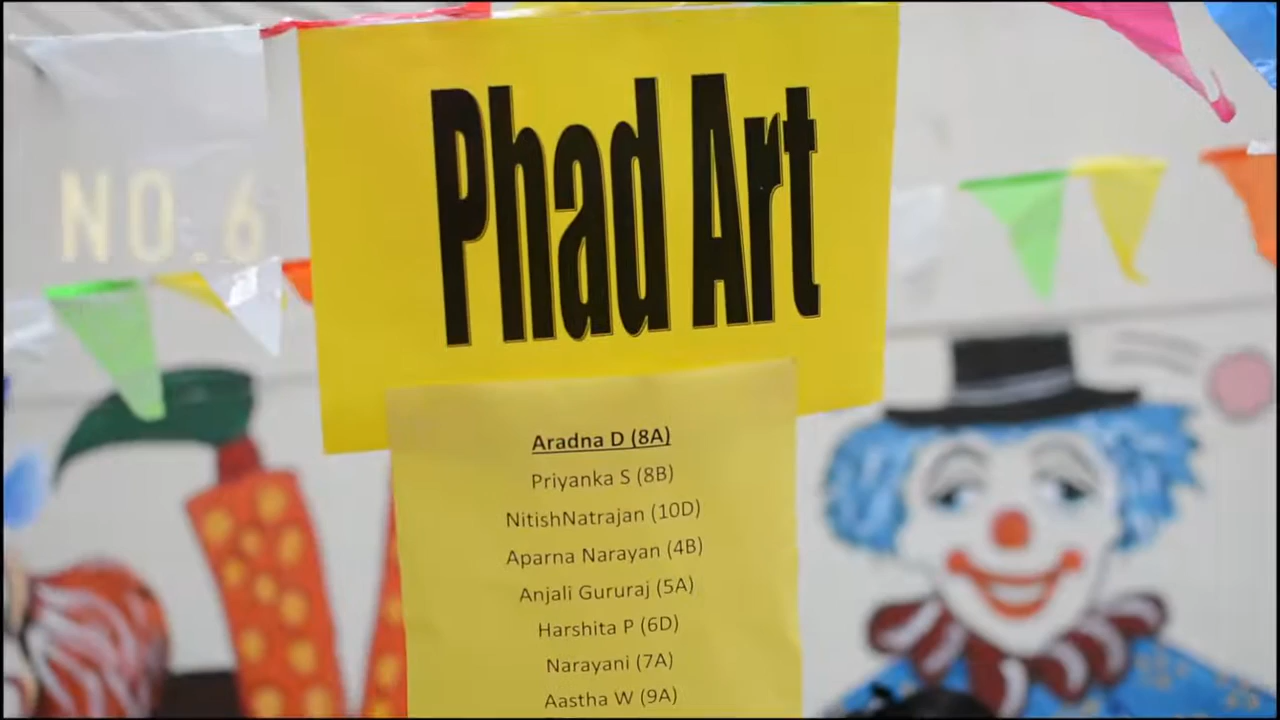 NO.6
Phad Art
Aradna D (8A)
Priyanka S (8B)
NitishNatrajan (10D)
Aparna Narayan (4B)
Anjali Gururaj (5A)
Harshita P (6D)
Narayani (7A)
Aastha W (9A)